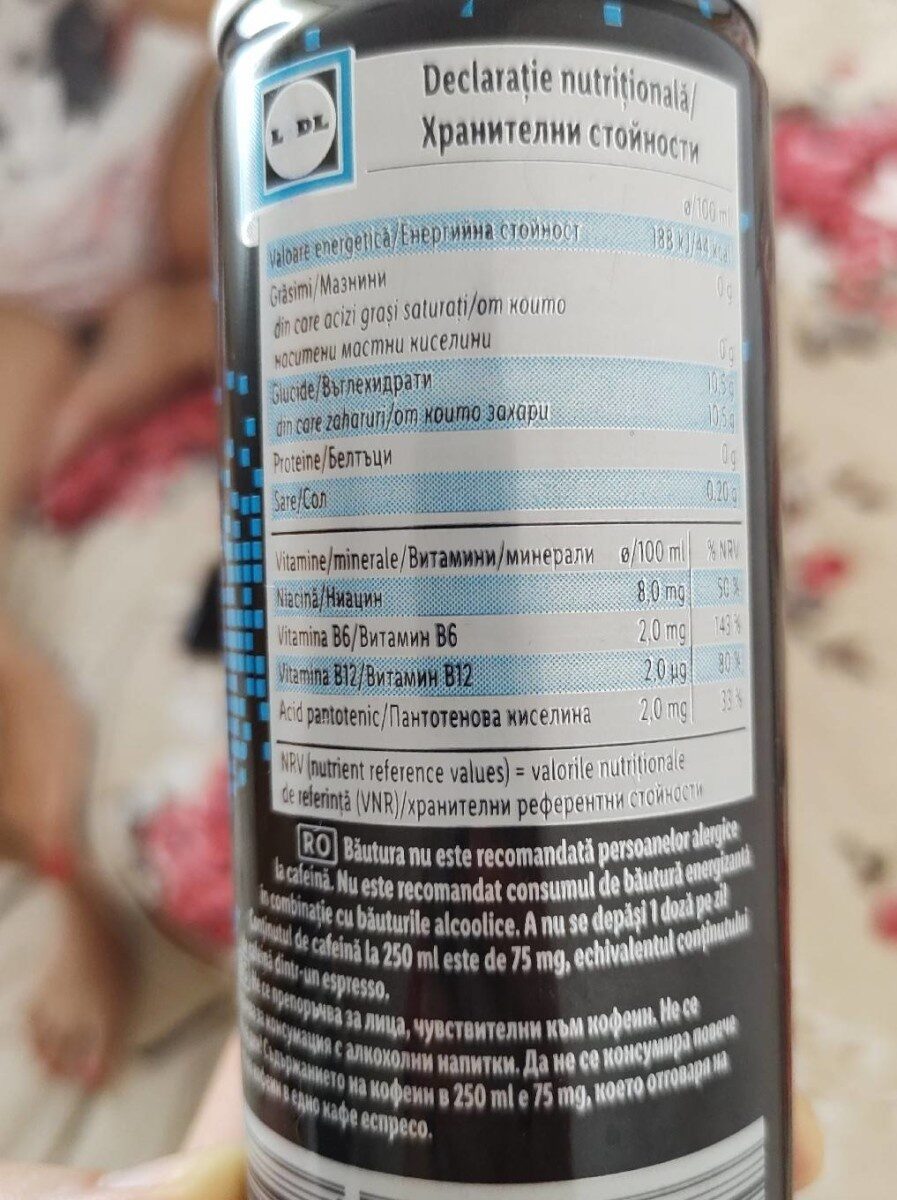 LIDL
Declarație nutrițională/
Хранителни стойности
ø/100 ml
Valoare energetică/Енергийна стойност 188 kJ/44 kcal
Grăsimi/Мазнини 0 g
din care acizi grași saturați/от които
наситени мастни киселини 0 g
Glucide/Въглехидрати 10,5 g
din care zaharuri/от които захари 10,5 g
Proteine/Белтъци 0 g
Sare/Сол 0,20 g
Vitamine/minerale/Витамини/минерали ø/100 ml % NRV
Niacină/Ниацин 8,0 mg 50 %
Vitamina B6/Витамин B6 2,0 mg 143 %
Vitamina B12/Витамин B12 2,0 µg 80 %
Acid pantotenic/Пантотенова киселина 2,0 mg 33 %
NRV (nutrient reference values) = valorile nutriționale
de referință (VNR)/хранителни референтни стойности
RO Băutura nu este recomandată persoanelor alergice
la cafeină. Nu este recomandat consumul de băutură energizantă
în combinație cu băuturile alcoolice. A nu se depăși 1 doză pe zi!
Conținutul de cafeină la 250 ml este de 75 mg, echivalentul conținutului
dintr-un espresso.
се препоръчва за лица, чувствителни към кофеин. Не се
консумация с алкохолни напитки. Да не се консумира повече
Съдържанието на кофеин в 250 ml е 75 mg, което отговаря на
в едно кафе еспресо.